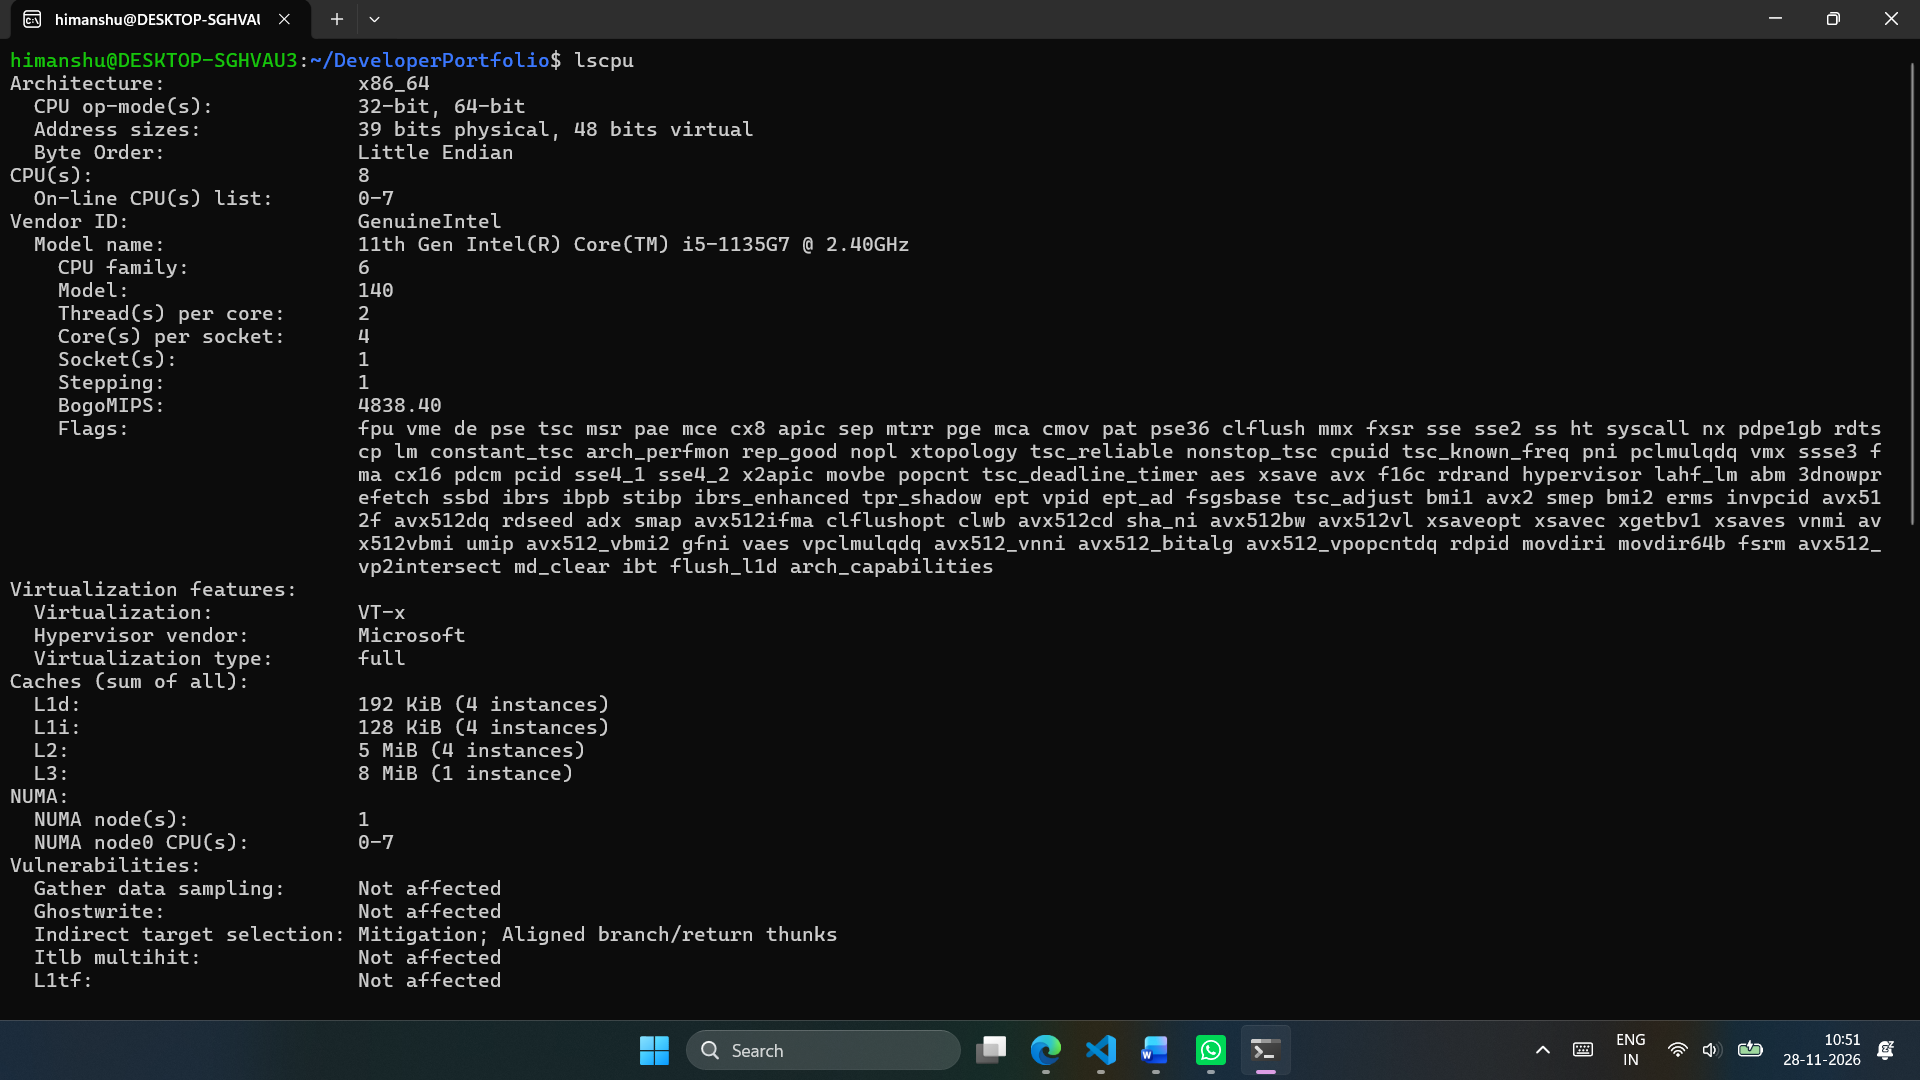 himanshu@DESKTOP-SGHVAU
himanshu@DESKTOP-SGHVAU3:~/DeveloperPortfolio$ lscpu
Architecture: x86_64
CPU op-mode(s): 32-bit, 64-bit
Address sizes: 39 bits physical, 48 bits virtual
Byte Order: Little Endian
CPU(s): 8
On-line CPU(s) list: 0-7
Vendor ID: GenuineIntel
Model name: 11th Gen Intel(R) Core(TM) i5-1135G7 @ 2.40GHz
CPU family: 6
Model: 140
Thread(s) per core: 2
Core(s) per socket: 4
Socket(s): 1
Stepping: 1
BogoMIPS: 4838.40
Flags: fpu vme de pse tsc msr pae mce cx8 apic sep mtrr pge mca cmov pat pse36 clflush mmx fxsr sse sse2 ss ht syscall nx pdpe1gb rdts
cp lm constant_tsc arch_perfmon rep_good nopl xtopology tsc_reliable nonstop_tsc cpuid tsc_known_freq pni pclmulqdq vmx ssse3 f
ma cx16 pdcm pcid sse4_1 sse4_2 x2apic movbe popcnt tsc_deadline_timer aes xsave avx f16c rdrand hypervisor lahf_lm abm 3dnowpr
efetch ssbd ibrs ibpb stibp ibrs_enhanced tpr_shadow ept vpid ept_ad fsgsbase tsc_adjust bmi1 avx2 smep bmi2 erms invpcid avx51
2f avx512dq rdseed adx smap avx512ifma clflushopt clwb avx512cd sha_ni avx512bw avx512vl xsaveopt xsavec xgetbv1 xsaves vnmi av
x512vbmi umip avx512_vbmi2 gfni vaes vpclmulqdq avx512_vnni avx512_bitalg avx512_vpopcntdq rdpid movdiri movdir64b fsrm avx512_
vp2intersect md_clear ibt flush_l1d arch_capabilities
Virtualization features:
Virtualization: VT-x
Hypervisor vendor: Microsoft
Virtualization type: full
Caches (sum of all):
L1d: 192 KiB (4 instances)
L1i: 128 KiB (4 instances)
L2: 5 MiB (4 instances)
L3: 8 MiB (1 instance)
NUMA:
NUMA node(s): 1
NUMA node0 CPU(s): 0-7
Vulnerabilities:
Gather data sampling: Not affected
Ghostwrite: Not affected
Indirect target selection: Mitigation; Aligned branch/return thunks
Itlb multihit: Not affected
L1tf: Not affected
Search
ENG
IN
10:51
28-11-2026